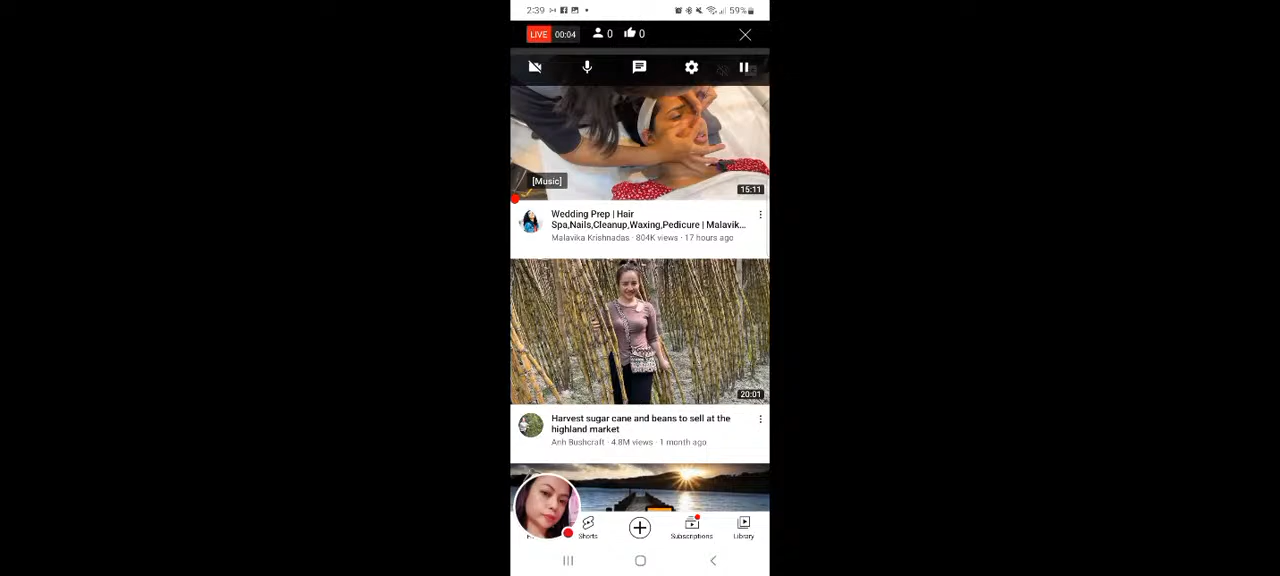 2:39
59%
LIVE 00:04 0 0
[Music]
15:11
Wedding Prep | Hair
Spa,Nails,Cleanup,Waxing,Pedicure | Malavik...
Malavika Krishnadas · 804K views · 17 hours ago
20:01
Harvest sugar cane and beans to sell at the
highland market
Anh Bushcraft · 4.8M views · 1 month ago
Shorts
Subscriptions
Library